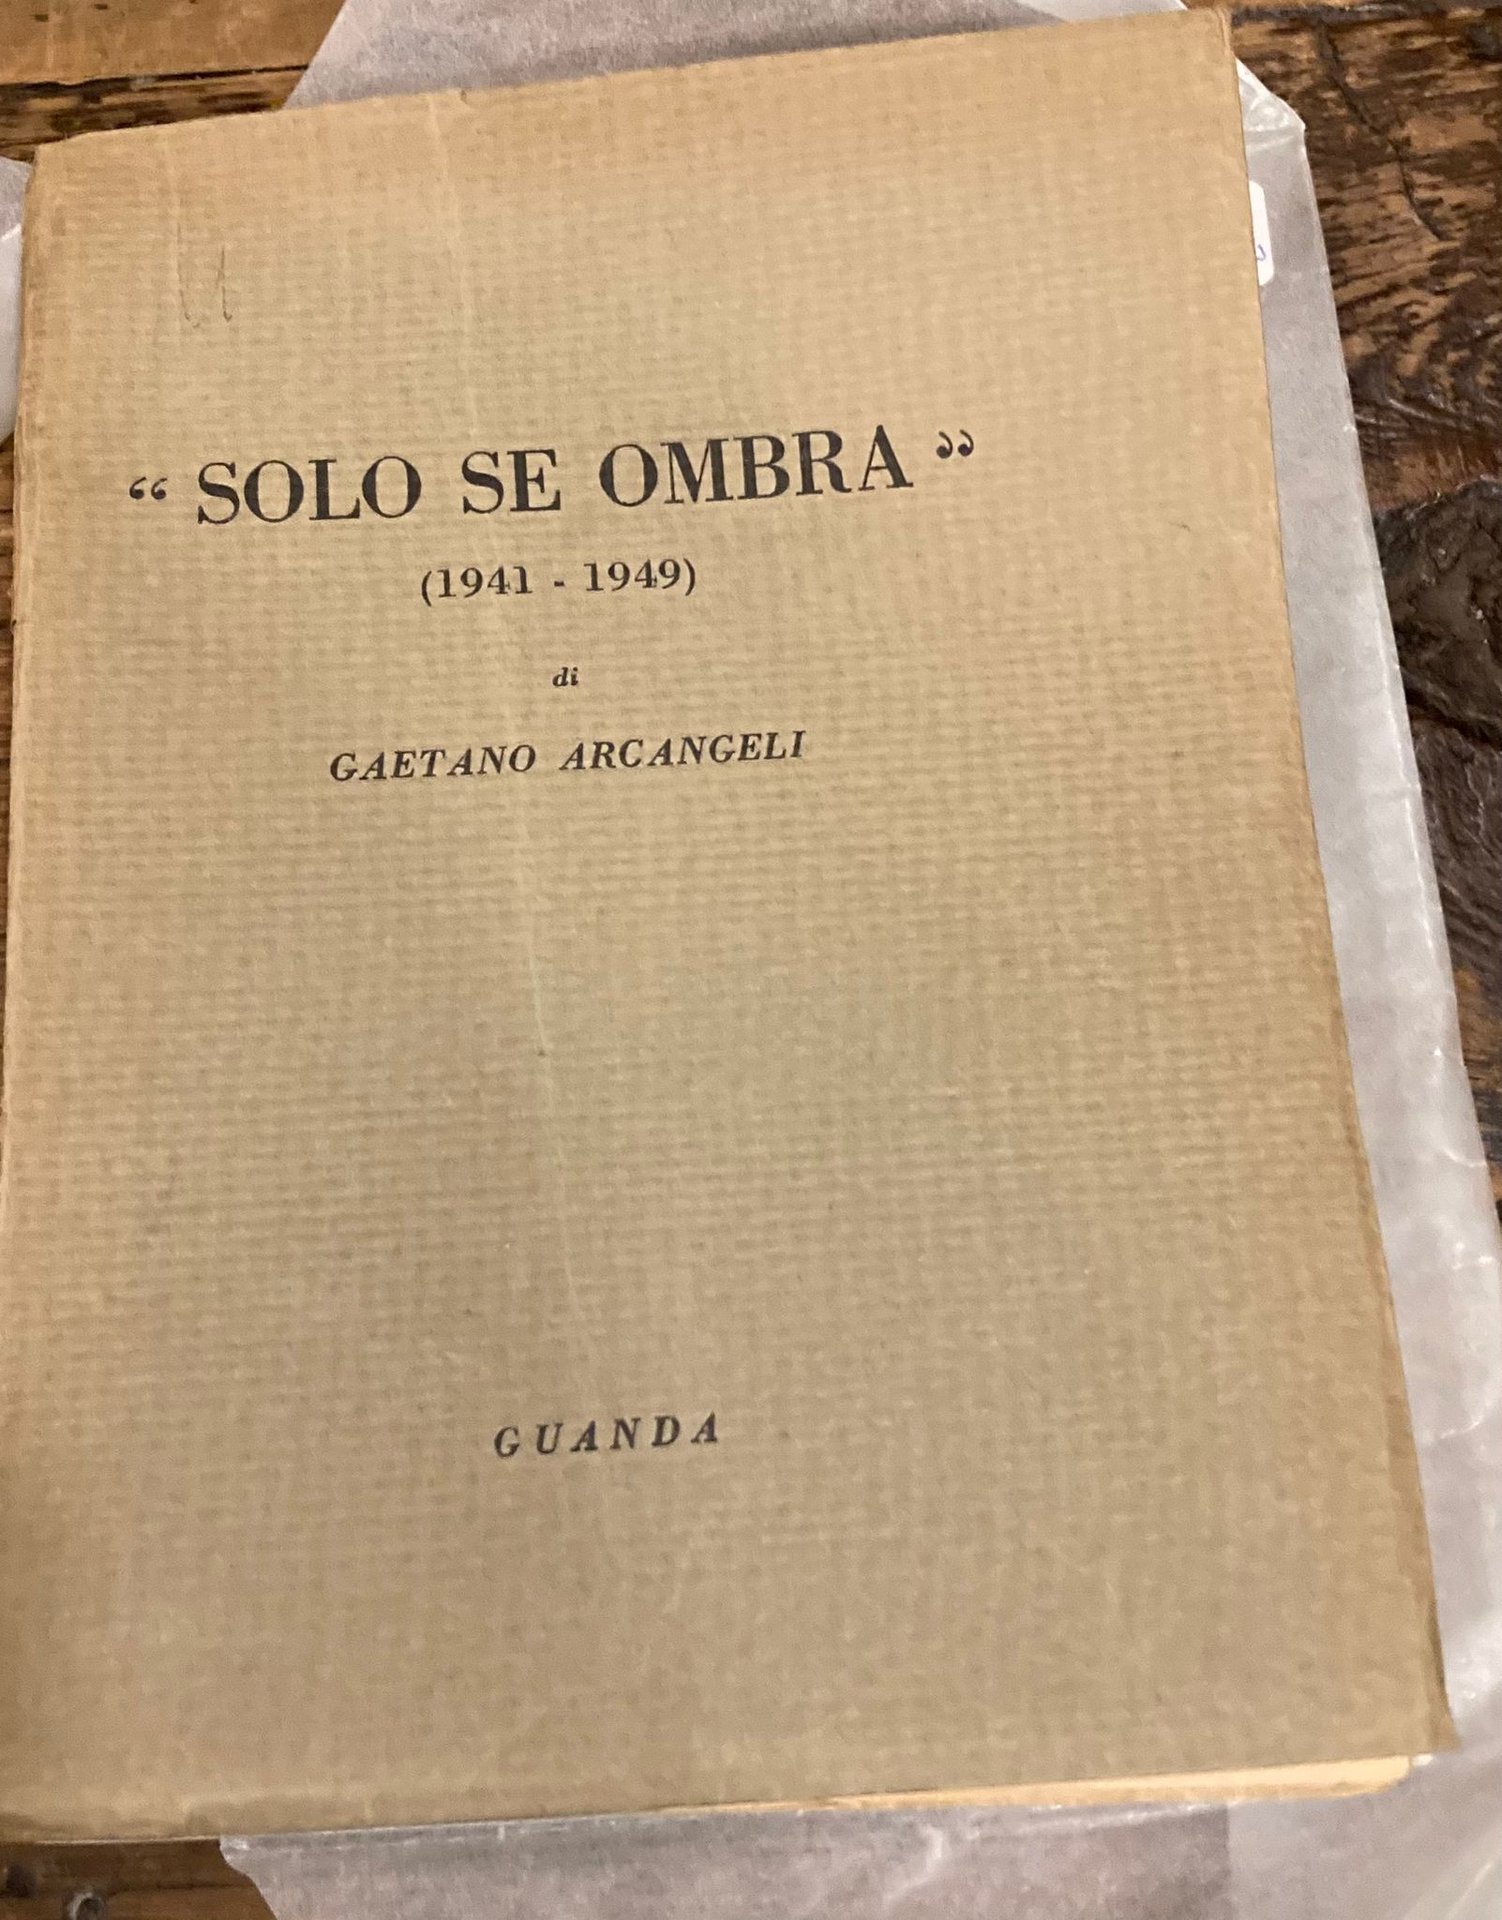 “ SOLO SE OMBRA ”
(1941 - 1949)
di
GAETANO ARCANGELI
GUANDA